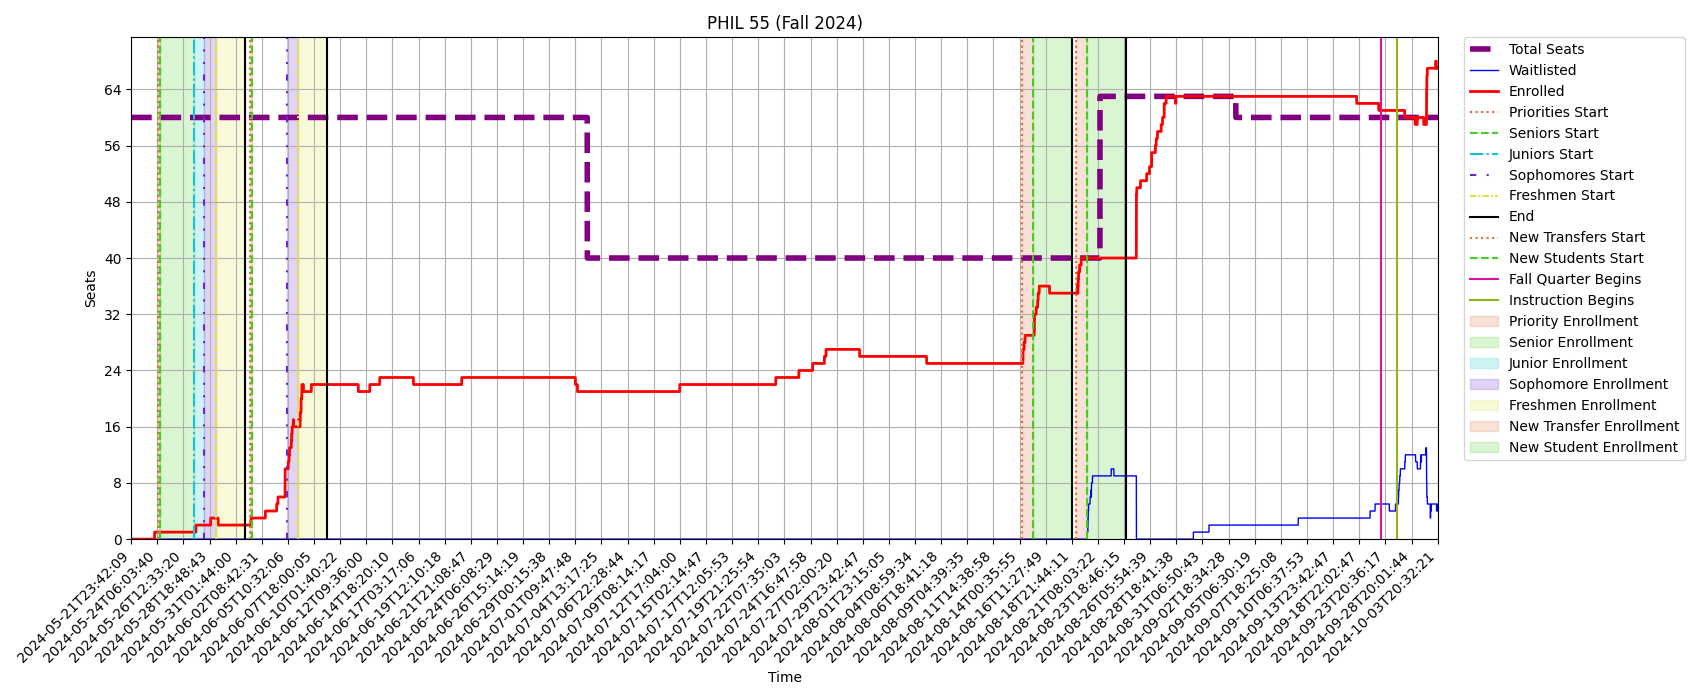 PHIL 55 (Fall 2024)
Seats
64
56
48
40
32
24
16
8
0
2024-05-21T23:42:09
2024-05-24T06:03:40
2024-05-26T12:33:20
2024-05-28T18:48:43
2024-05-31T01:44:00
2024-06-02T08:42:31
2024-06-05T10:32:06
2024-06-07T18:00:05
2024-06-10T01:40:22
2024-06-12T09:36:00
2024-06-14T18:20:10
2024-06-17T03:17:06
2024-06-19T12:10:18
2024-06-21T21:08:47
2024-06-24T06:08:29
2024-06-26T15:14:19
2024-06-29T00:15:38
2024-07-01T09:47:48
2024-07-04T13:17:25
2024-07-06T22:28:44
2024-07-09T08:14:17
2024-07-12T17:04:00
2024-07-15T02:14:47
2024-07-17T12:05:53
2024-07-19T21:25:54
2024-07-22T07:35:03
2024-07-24T16:47:58
2024-07-27T02:00:20
2024-07-29T23:42:47
2024-08-01T23:15:05
2024-08-04T08:59:34
2024-08-06T18:41:18
2024-08-09T04:39:35
2024-08-11T14:38:58
2024-08-14T00:35:55
2024-08-16T11:27:49
2024-08-18T21:44:11
2024-08-21T08:03:22
2024-08-23T18:46:15
2024-08-26T05:54:39
2024-08-28T18:41:38
2024-08-31T06:50:43
2024-09-02T18:34:28
2024-09-05T06:30:19
2024-09-07T18:25:08
2024-09-10T06:37:53
2024-09-13T23:42:47
2024-09-18T22:02:47
2024-09-23T20:36:17
2024-09-28T20:01:44
2024-10-03T20:32:21
Time
Total Seats
Waitlisted
Enrolled
Priorities Start
Seniors Start
Juniors Start
Sophomores Start
Freshmen Start
End
New Transfers Start
New Students Start
Fall Quarter Begins
Instruction Begins
Priority Enrollment
Senior Enrollment
Junior Enrollment
Sophomore Enrollment
Freshmen Enrollment
New Transfer Enrollment
New Student Enrollment